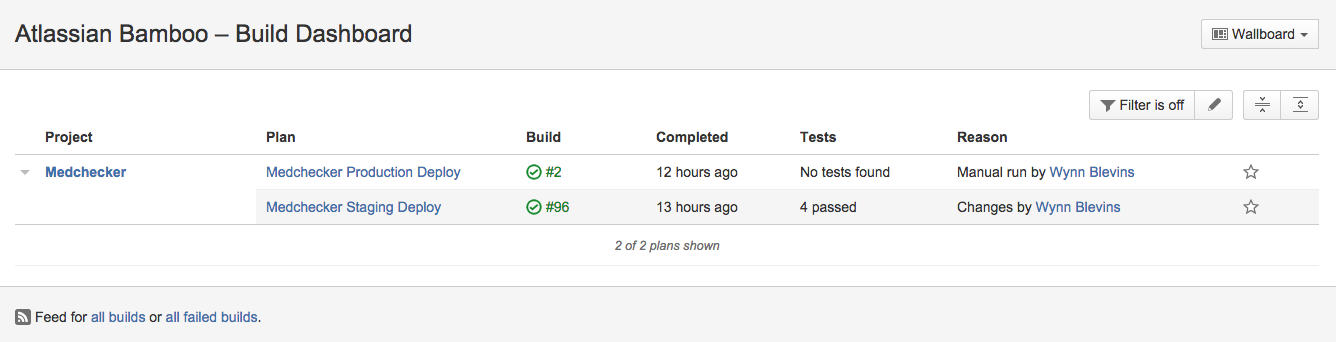 Atlassian Bamboo – Build Dashboard
Wallboard
Filter is off
Project Plan Build Completed Tests Reason
Medchecker Medchecker Production Deploy #2 12 hours ago No tests found Manual run by Wynn Blevins
Medchecker Staging Deploy #96 13 hours ago 4 passed Changes by Wynn Blevins
2 of 2 plans shown
Feed for all builds or all failed builds.